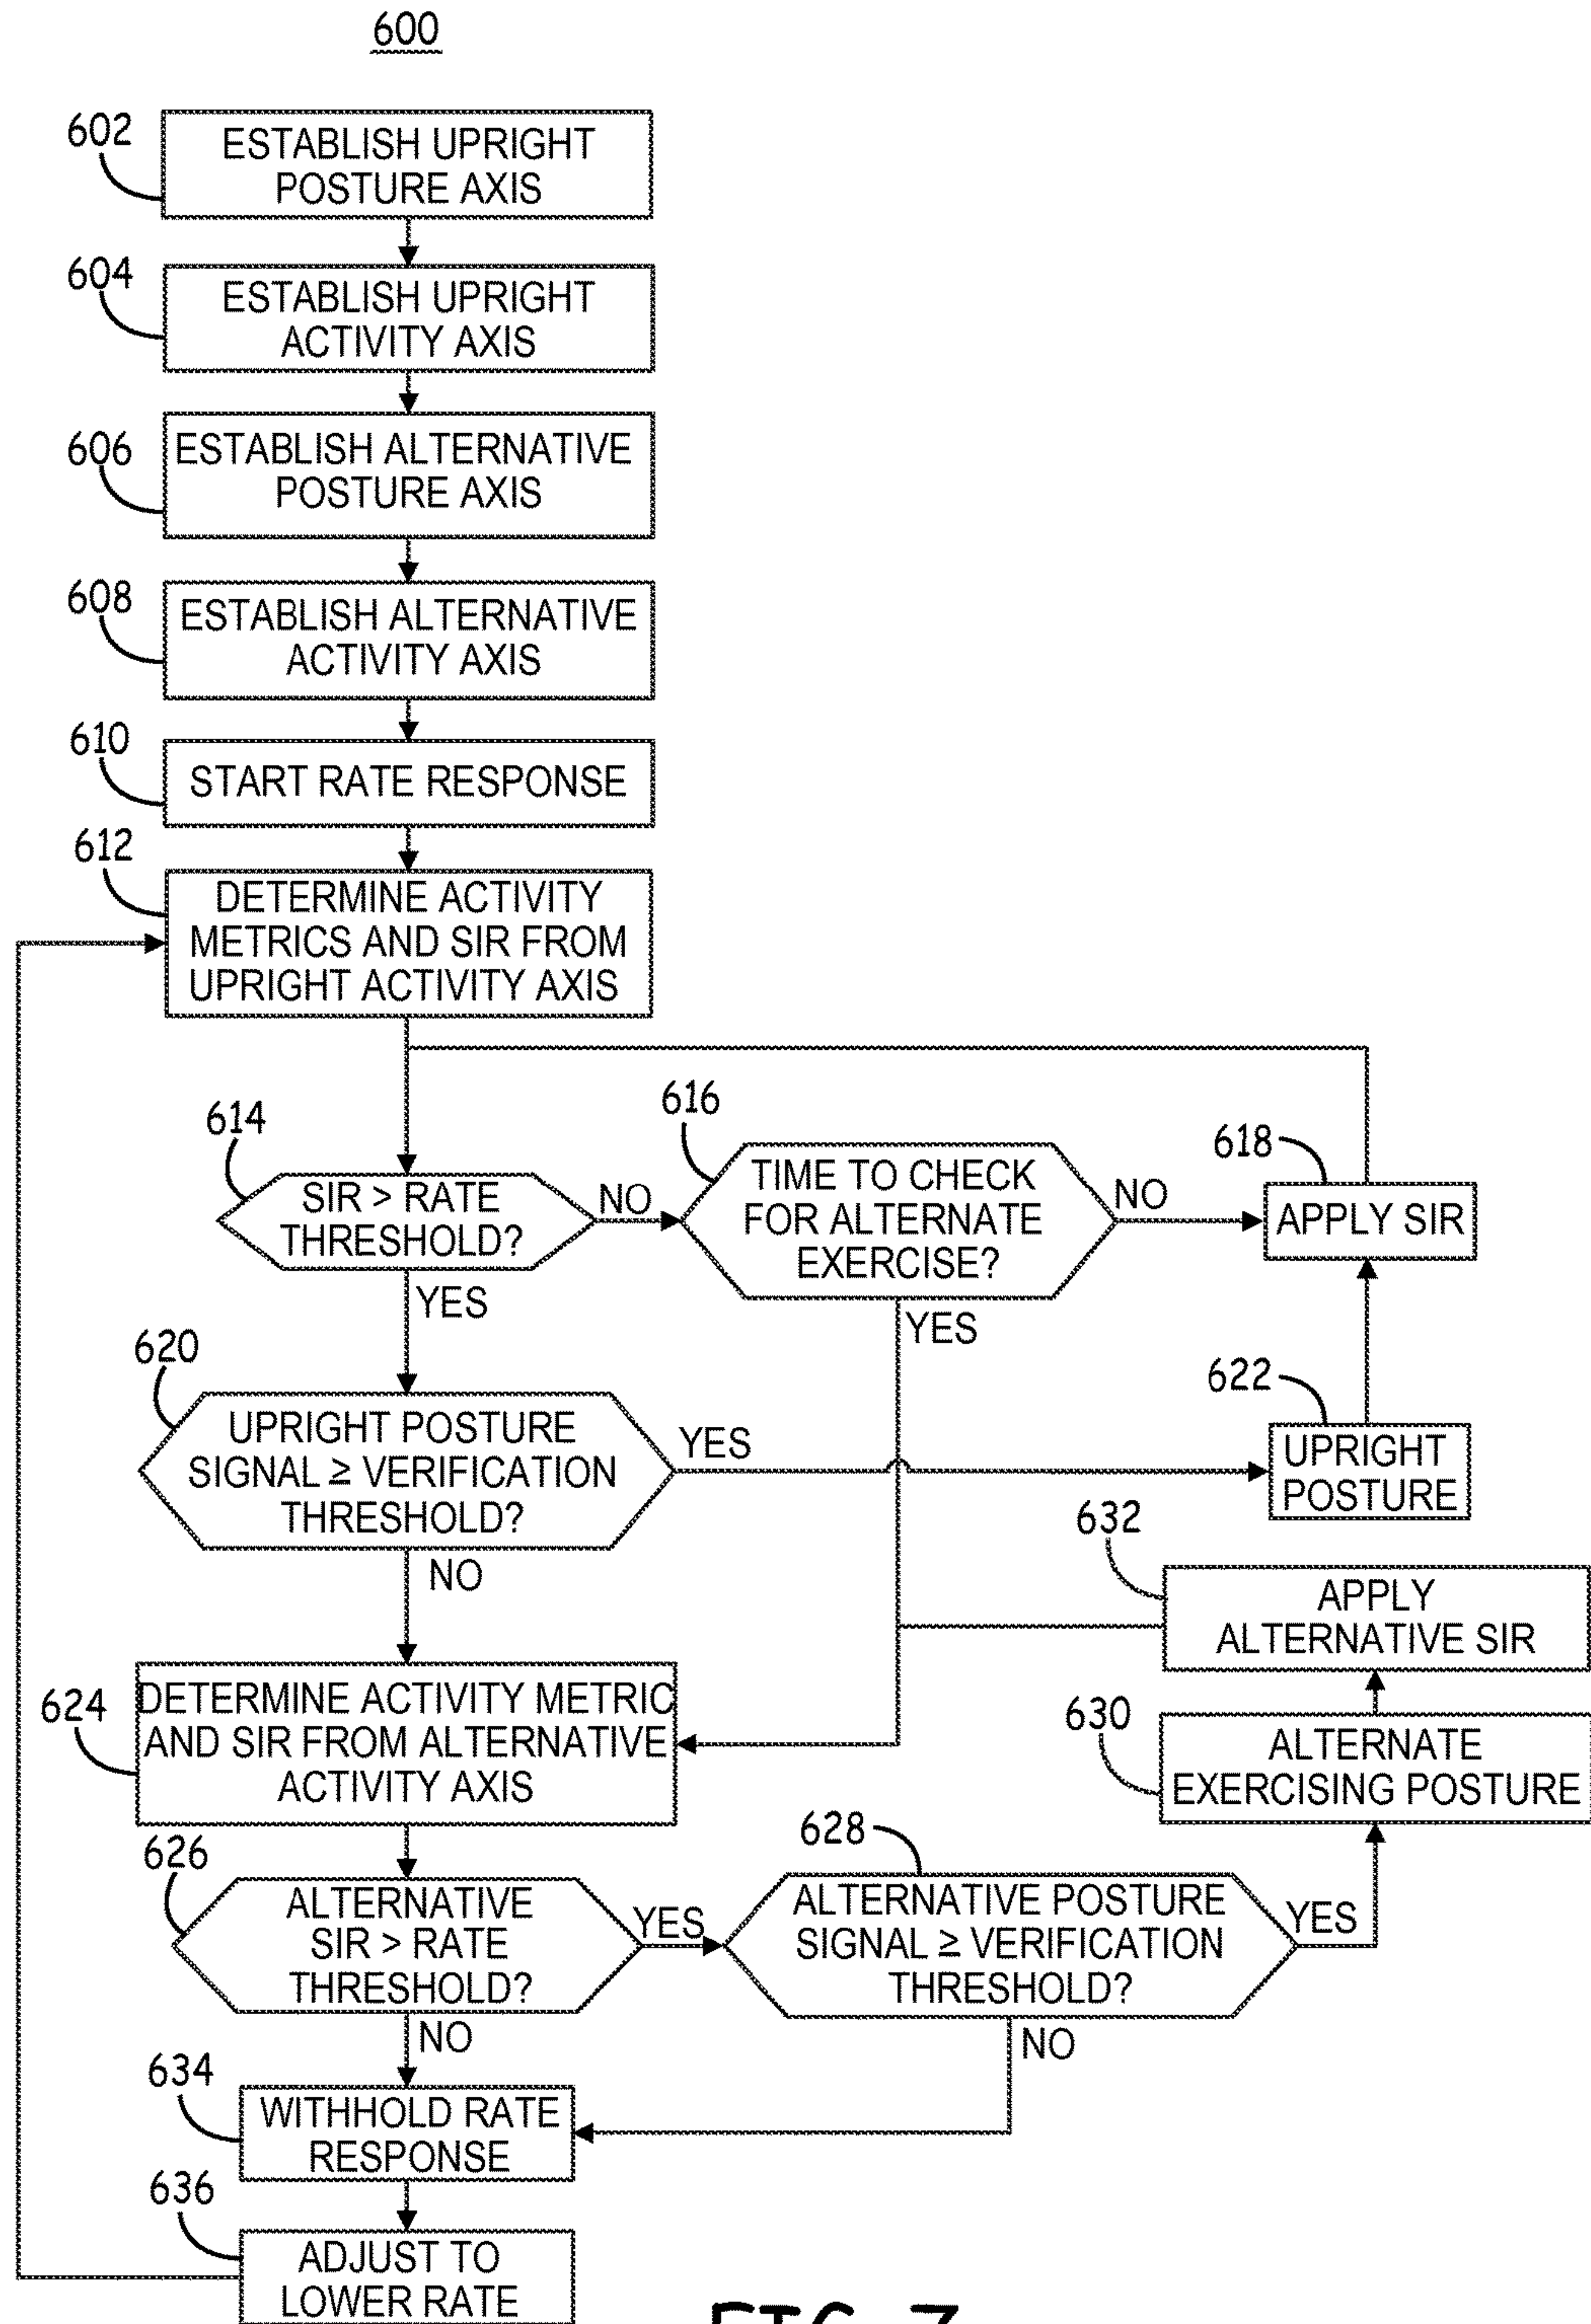 600
602
ESTABLISH UPRIGHT
POSTURE AXIS
604
ESTABLISH UPRIGHT
ACTIVITY AXIS
606
ESTABLISH ALTERNATIVE
POSTURE AXIS
608
ESTABLISH ALTERNATIVE
ACTIVITY AXIS
610
START RATE RESPONSE
612
DETERMINE ACTIVITY
METRICS AND SIR FROM
UPRIGHT ACTIVITY AXIS
614
SIR > RATE
THRESHOLD?
NO
YES
616
TIME TO CHECK
FOR ALTERNATE
EXERCISE?
NO
YES
618
APPLY SIR
620
UPRIGHT POSTURE
SIGNAL ≥ VERIFICATION
THRESHOLD?
YES
NO
622
UPRIGHT
POSTURE
632
APPLY
ALTERNATIVE SIR
624
DETERMINE ACTIVITY METRIC
AND SIR FROM ALTERNATIVE
ACTIVITY AXIS
630
ALTERNATE
EXERCISING POSTURE
626
ALTERNATIVE
SIR > RATE
THRESHOLD?
YES
NO
628
ALTERNATIVE POSTURE
SIGNAL ≥ VERIFICATION
THRESHOLD?
YES
NO
634
WITHHOLD RATE
RESPONSE
636
ADJUST TO
LOWER RATE